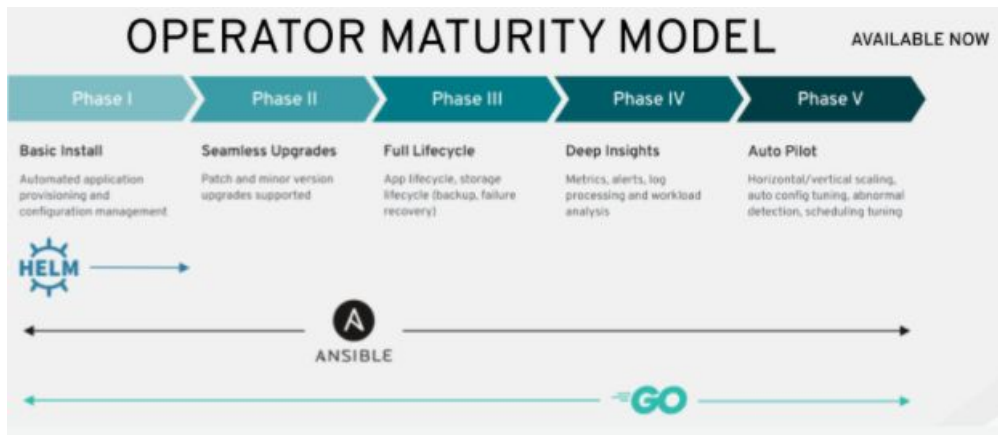 OPERATOR MATURITY MODEL
AVAILABLE NOW
Phase I
Phase II
Phase III
Phase IV
Phase V
Basic Install
Automated application
provisioning and
configuration management
Seamless Upgrades
Patch and minor version
upgrades supported
Full Lifecycle
App lifecycle, storage
lifecycle (backup, failure
recovery)
Deep Insights
Metrics, alerts, log
processing and workload
analysis
Auto Pilot
Horizontal/vertical scaling,
auto config tuning, abnormal
detection, scheduling tuning
HELM
A
ANSIBLE
GO